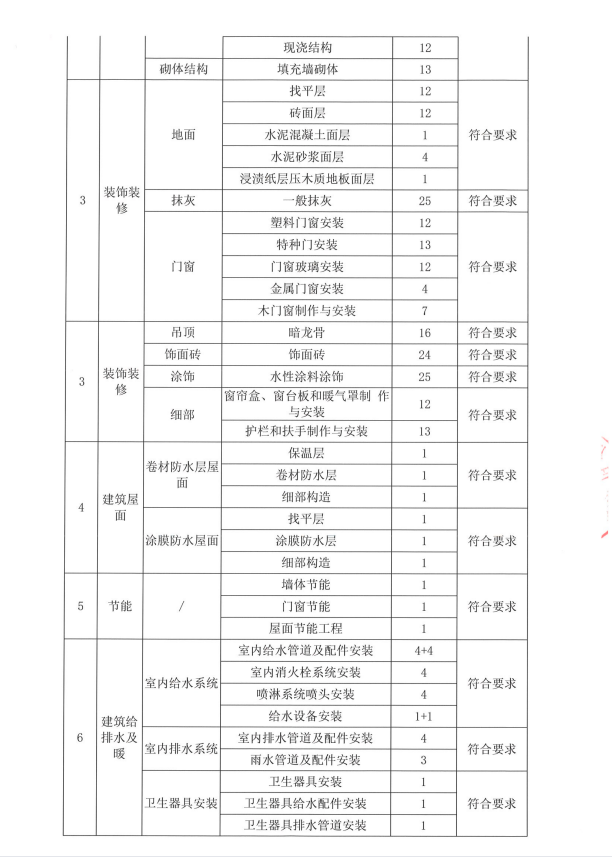 现浇结构 12
砌体结构 填充墙砌体 13
3 装饰装修 地面 找平层 12 符合要求
砖面层 12
水泥混凝土面层 1
水泥砂浆面层 4
浸渍纸层压木质地板面层 1
抹灰 一般抹灰 25 符合要求
门窗 塑料门窗安装 12 符合要求
特种门安装 13
门窗玻璃安装 12
金属门窗安装 4
木门窗制作与安装 7
3 装饰装修 吊顶 暗龙骨 16 符合要求
饰面砖 饰面砖 24 符合要求
涂饰 水性涂料涂饰 25 符合要求
细部 窗帘盒、窗台板和暖气罩制 作与安装 12 符合要求
护栏和扶手制作与安装 13
4 建筑屋面 卷材防水层屋面 保温层 1 符合要求
卷材防水层 1
细部构造 1
涂膜防水屋面 找平层 1 符合要求
涂膜防水层 1
细部构造 1
5 节能 / 墙体节能 1 符合要求
门窗节能 1
屋面节能工程 1
6 建筑给排水及暖 室内给水系统 室内给水管道及配件安装 4+4 符合要求
室内消火栓系统安装 4
喷淋系统喷头安装 4
给水设备安装 1+1
室内排水系统 室内排水管道及配件安装 4 符合要求
雨水管道及配件安装 3
卫生器具安装 卫生器具安装 1 符合要求
卫生器具给水配件安装 1
卫生器具排水管道安装 1